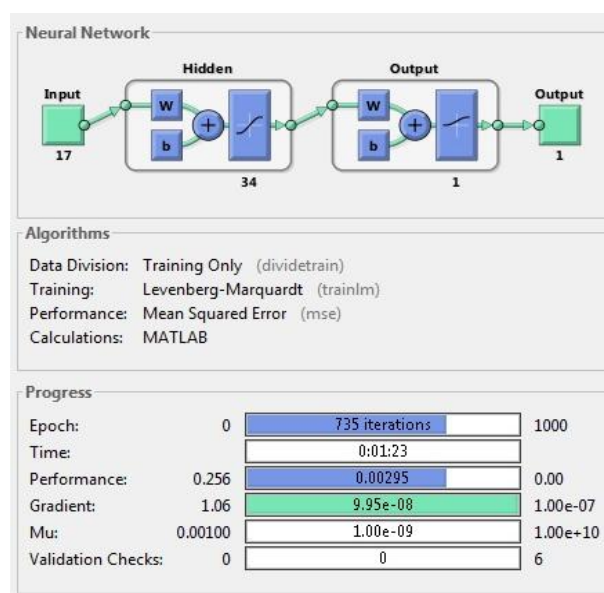 Neural Network
Hidden Output
Input Output
W W
b b
+ +
17 34 1 1
Algorithms
Data Division: Training Only (dividetrain)
Training: Levenberg-Marquardt (trainlm)
Performance: Mean Squared Error (mse)
Calculations: MATLAB
Progress
Epoch: 0 735 iterations 1000
Time: 0:01:23
Performance: 0.256 0.00295 0.00
Gradient: 1.06 9.95e-08 1.00e-07
Mu: 0.00100 1.00e-09 1.00e+10
Validation Checks: 0 0 6